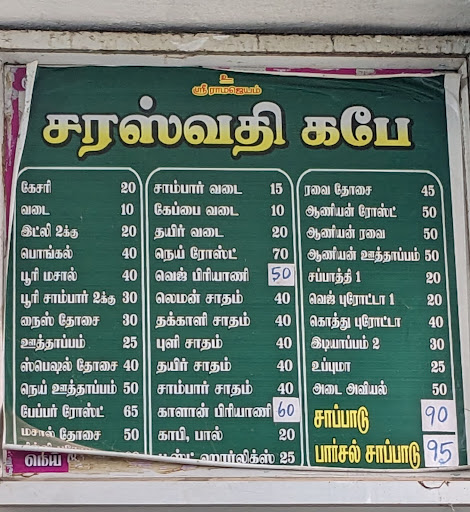 உ
ஸ்ரீ ராமஜெயம்
சரஸ்வதி கபே
கேசரி 20
வடை 10
இட்லி 2க்கு 20
பொங்கல் 40
பூரி மசால் 40
பூரி சாம்பார் 2க்கு 30
நைஸ் தோசை 30
ஊத்தாப்பம் 25
ஸ்பெஷல் தோசை 40
நெய் ஊத்தாப்பம் 50
பேப்பர் ரோஸ்ட் 65
மசால் தோசை 50
நெய்
சாம்பார் வடை 15
கேப்பை வடை 10
தயிர் வடை 20
நெய் ரோஸ்ட் 70
வெஜ் பிரியாணி 50
லெமன் சாதம் 40
தக்காளி சாதம் 40
புளி சாதம் 40
தயிர் சாதம் 40
சாம்பார் சாதம் 40
காளான் பிரியாணி 60
காபி, பால் 20
பூஸ்ட் ஹார்லிக்ஸ் 25
ரவை தோசை 45
ஆனியன் ரோஸ்ட் 50
ஆனியன் ரவை 50
ஆனியன் ஊத்தாப்பம் 50
சப்பாத்தி 1 20
வெஜ் புரோட்டா 1 20
கொத்து புரோட்டா 40
இடியாப்பம் 2 30
உப்புமா 25
அடை அவியல் 50
சாப்பாடு 90
பார்சல் சாப்பாடு 95